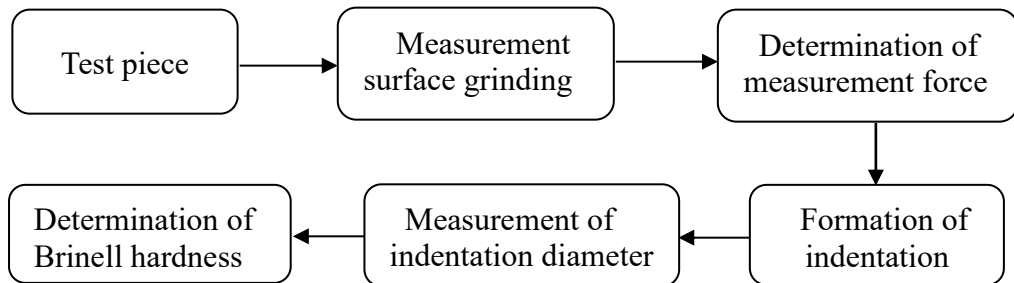 Test piece
Measurement
surface grinding
Determination of
measurement force
Formation of
indentation
Measurement of
indentation diameter
Determination of
Brinell hardness